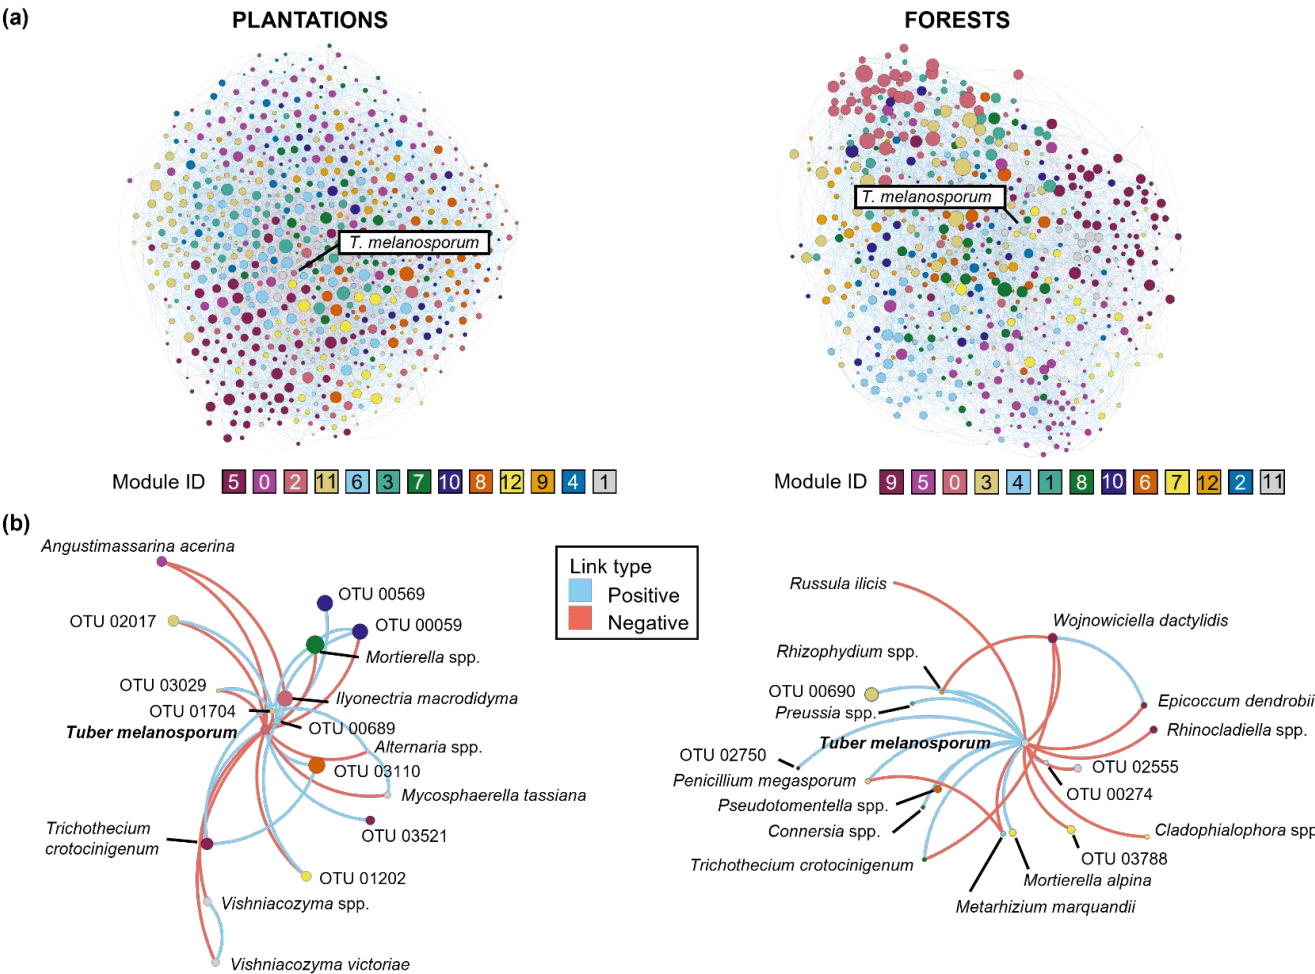 (a)
PLANTATIONS
FORESTS
T. melanosporum
T. melanosporum
Module ID 5 0 2 11 6 3 7 10 8 12 9 4 1
Module ID 9 5 0 3 4 1 8 10 6 7 12 2 11
(b)
Angustimassarina acerina
OTU 00569
OTU 02017
OTU 00059
Mortierella spp.
OTU 03029
Ilyonectria macrodidyma
OTU 01704
OTU 00689
Tuber melanosporum
Alternaria spp.
OTU 03110
Mycosphaerella tassiana
OTU 03521
Trichothecium
crotocinigenum
OTU 01202
Vishniacozyma spp.
Vishniacozyma victoriae
Link type
Positive
Negative
Russula ilicis
Wojnowiciella dactylidis
Rhizophydium spp.
OTU 00690
Preussia spp.
Epicoccum dendrobii
Rhinocladiella spp.
Tuber melanosporum
OTU 02750
OTU 02555
Penicillium megasporum
OTU 00274
Pseudotomentella spp.
Connersia spp.
Cladophialophora spp
Trichothecium crotocinigenum
OTU 03788
Mortierella alpina
Metarhizium marquandii